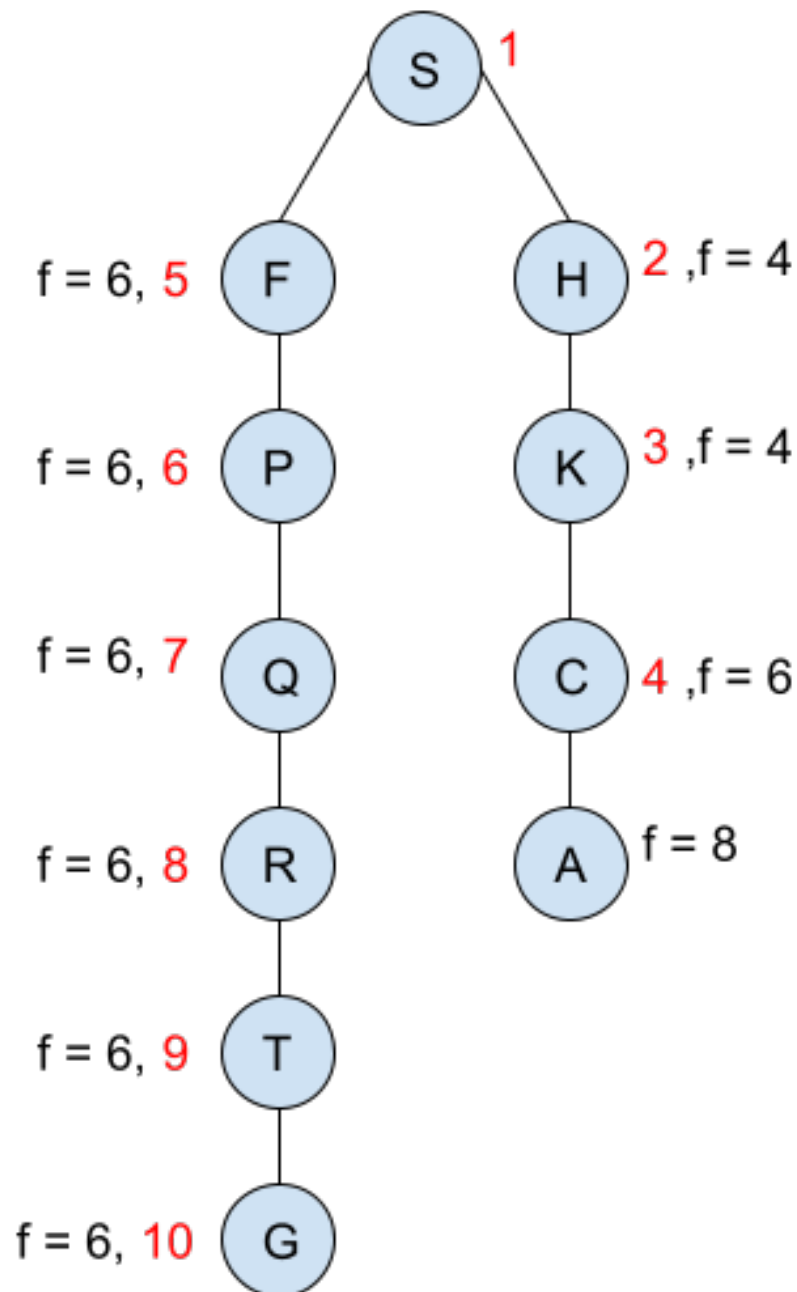 S 1
f = 6, 5 F H 2 ,f = 4
f = 6, 6 P K 3 ,f = 4
f = 6, 7 Q C 4 ,f = 6
f = 6, 8 R A f = 8
f = 6, 9 T
f = 6, 10 G